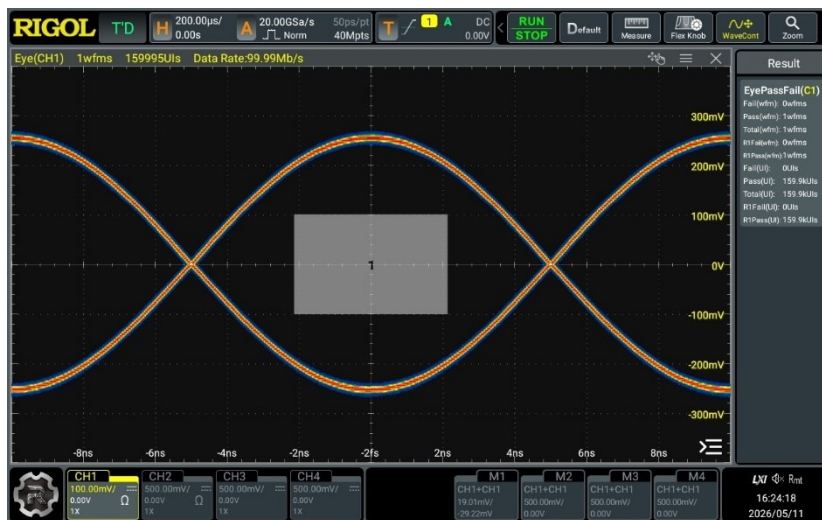 RIGOL T'D H 200.00μs/ 0.00s A 20.00GSa/s Norm 50ps/pt 40Mpts T 1 A DC 0.00V < RUN STOP Default Measure Flex Knob WaveCont Zoom
Eye(CH1) 1wfms 159995UIs Data Rate:99.99Mb/s
Result
EyePassFail(C1)
Fail(wfm): 0wfms
Pass(wfm): 1wfms
Total(wfm): 1wfms
R1Fail(wfm): 0wfms
R1Pass(wfm): 1wfms
Fail(UI): 0UIs
Pass(UI): 159.9kUIs
Total(UI): 159.9kUIs
R1Fail(UI): 0UIs
R1Pass(UI): 159.9kUIs
300mV
200mV
100mV
1
0V
-100mV
-200mV
-300mV
-8ns -6ns -4ns -2ns -2fs 2ns 4ns 6ns 8ns
CH1 CH2 CH3 CH4 M1 M2 M3 M4
100.00mV/ 500.00mV/ 500.00mV/ 500.00mV/ CH1+CH1 CH1+CH1 CH1+CH1 CH1+CH1
0.00V Ω 0.00V Ω 0.00V 0.00V 19.01mV/ 500.00mV/ 500.00mV/ 500.00mV/
1X 1X 1X 1X -29.22mV 0.00V 0.00V 0.00V
LXI Rmt
16:24:18
2026/05/11